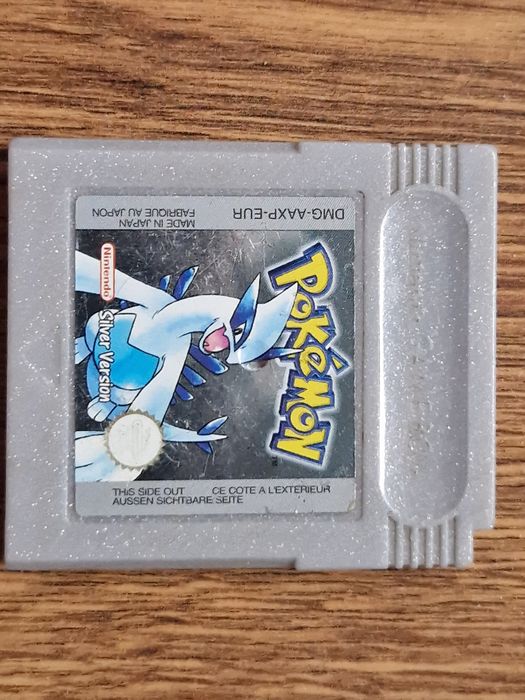 POKéMON
TM
Silver Version
Nintendo
DMG-AAXP-EUR
MADE IN JAPAN
FABRIQUE AU JAPON
THIS SIDE OUT CE COTE A L'EXTERIEUR
AUSSEN SICHTBARE SEITE